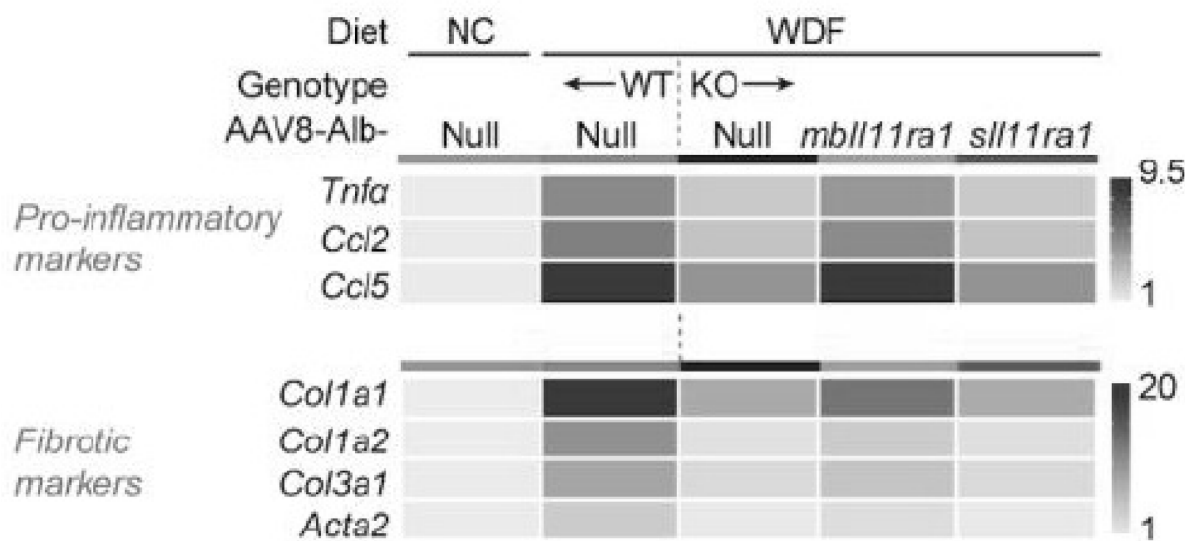 Diet NC WDF
Genotype ← WT KO →
AAV8-Alb- Null Null Null mbIl11ra1 sIl11ra1
Pro-inflammatory markers
Tnfα
Ccl2
Ccl5
9.5
1
Fibrotic markers
Col1a1
Col1a2
Col3a1
Acta2
20
1